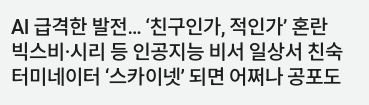 AI 급격한 발전… ‘친구인가, 적인가’ 혼란
빅스비·시리 등 인공지능 비서 일상서 친숙
터미네이터 ‘스카이넷’ 되면 어쩌나 공포도